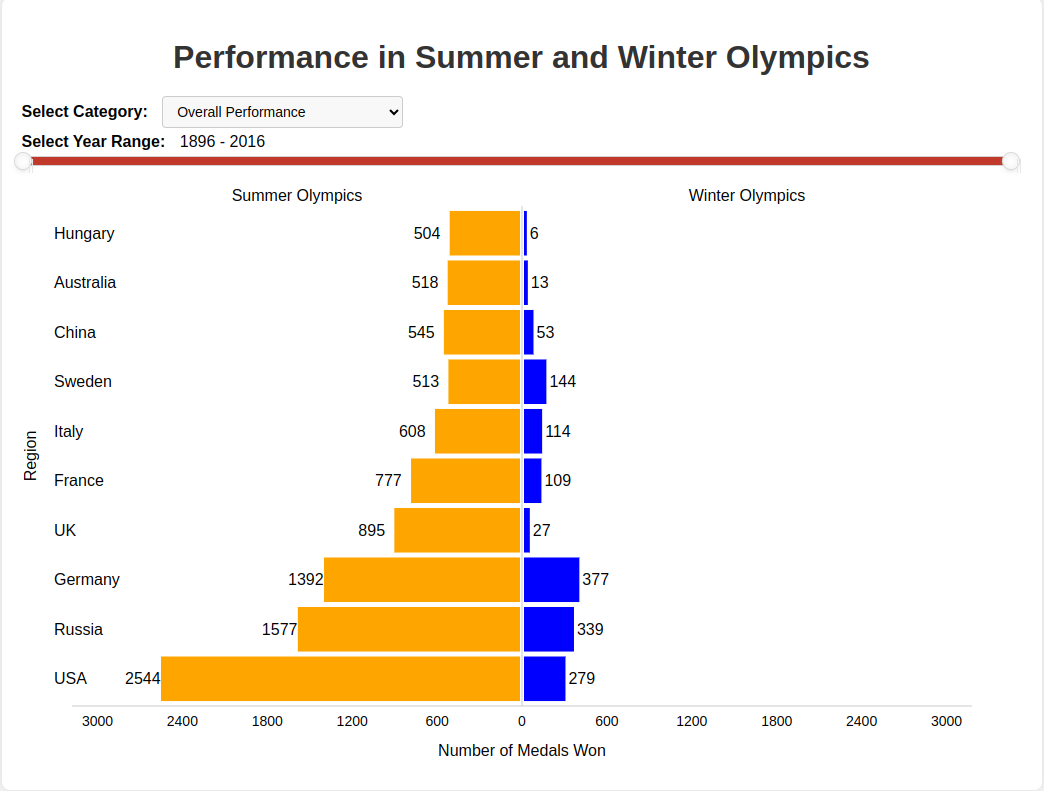 Performance in Summer and Winter Olympics
Select Category: Overall Performance
Select Year Range: 1896 - 2016
Summer Olympics Winter Olympics
Hungary 504 6
Australia 518 13
China 545 53
Sweden 513 144
Italy 608 114
Region
France 777 109
UK 895 27
Germany 1392 377
Russia 1577 339
USA 2544 279
3000 2400 1800 1200 600 0 600 1200 1800 2400 3000
Number of Medals Won